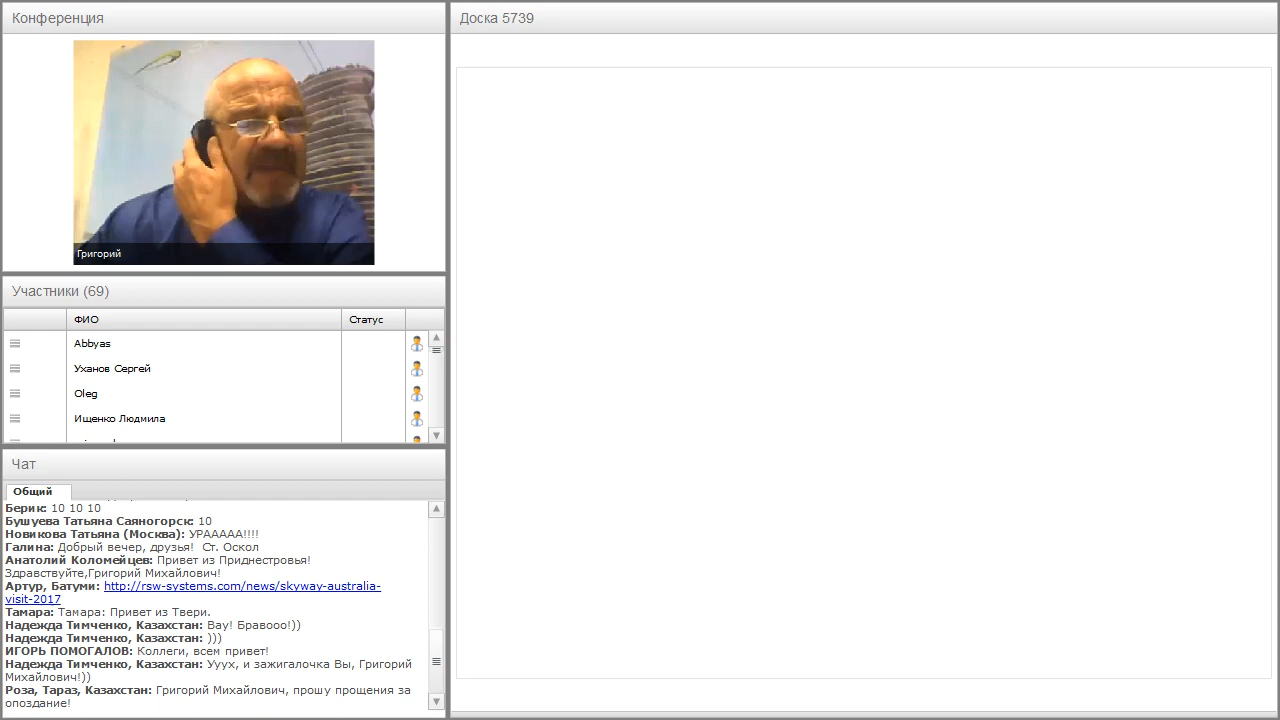 Конференция
Григорий
Участники (69)
ФИО Статус
Abbyas
Уханов Сергей
Oleg
Ищенко Людмила
Чат
Общий
Берик: 10 10 10
Бушуева Татьяна Саяногорск: 10
Новикова Татьяна (Москва): УРААААА!!!!
Галина: Добрый вечер, друзья! Ст. Оскол
Анатолий Коломейцев: Привет из Приднестровья!
Здравствуйте,Григорий Михайлович!
Артур, Батуми: http://rsw-systems.com/news/skyway-australia-
visit-2017
Тамара: Тамара: Привет из Твери.
Надежда Тимченко, Казахстан: Вау! Бравооо!))
Надежда Тимченко, Казахстан: )))
ИГОРЬ ПОМОГАЛОВ: Коллеги, всем привет!
Надежда Тимченко, Казахстан: Ууух, и зажигалочка Вы, Григорий
Михайлович!))
Роза, Тараз, Казахстан: Григорий Михайлович, прошу прощения за
опоздание!
Доска 5739